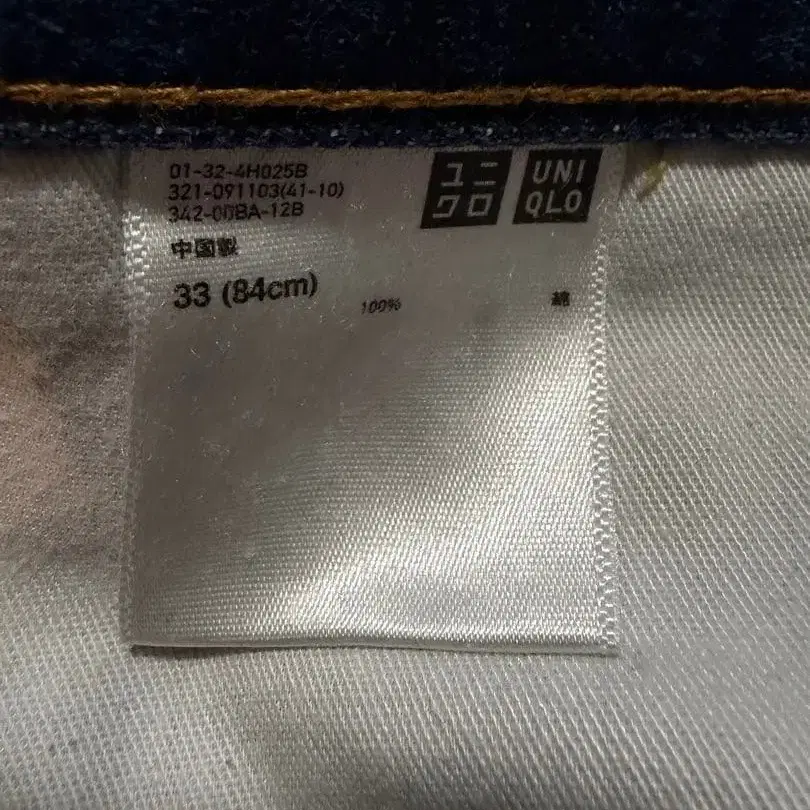 01-32-4H025B
321-091103(41-10)
342-00BA-12B
中国製
33 (84cm)
100% 綿
ユニ
クロ
UNI
QLO